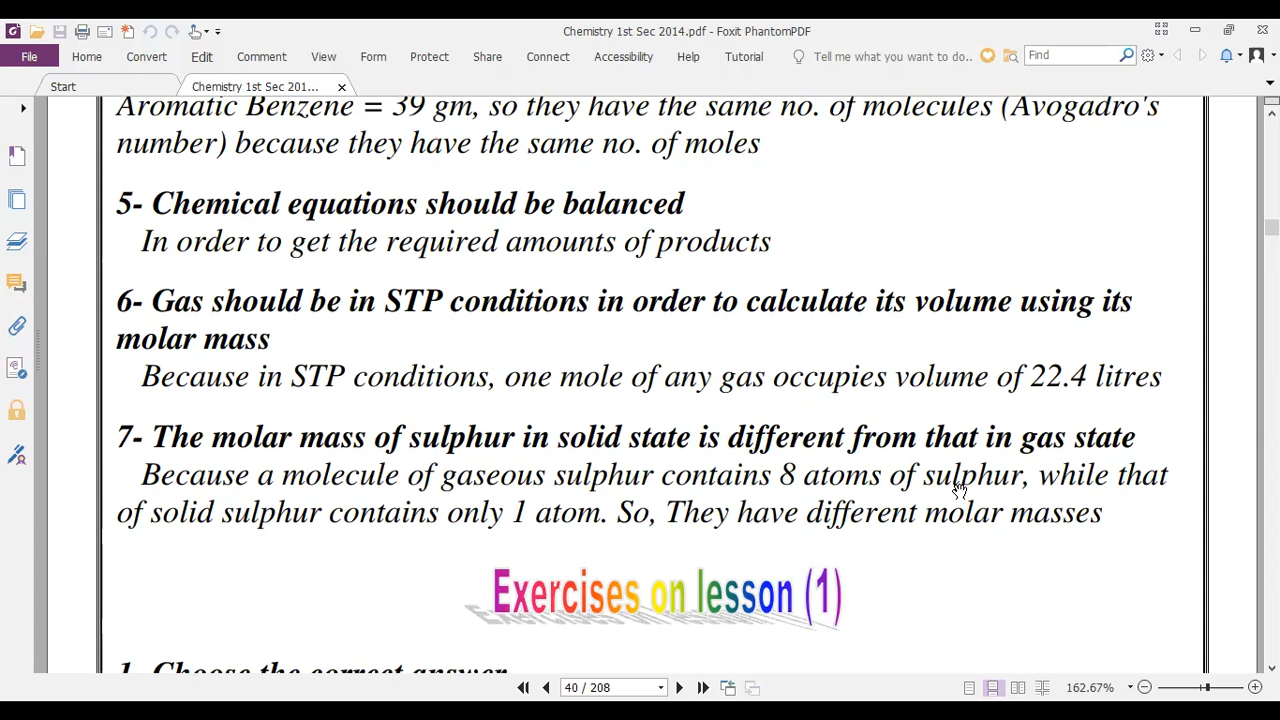 Chemistry 1st Sec 2014.pdf - Foxit PhantomPDF
File Home Convert Edit Comment View Form Protect Share Connect Accessibility Help Tutorial Tell me what you want to do.. Find
Start Chemistry 1st Sec 201...
Aromatic Benzene = 39 gm, so they have the same no. of molecules (Avogadro's
number) because they have the same no. of moles
5- Chemical equations should be balanced
In order to get the required amounts of products
6- Gas should be in STP conditions in order to calculate its volume using its
molar mass
Because in STP conditions, one mole of any gas occupies volume of 22.4 litres
7- The molar mass of sulphur in solid state is different from that in gas state
Because a molecule of gaseous sulphur contains 8 atoms of sulphur, while that
of solid sulphur contains only 1 atom. So, They have different molar masses
Exercises on lesson (1)
1- Choose the correct answer
40 / 208 162.67%